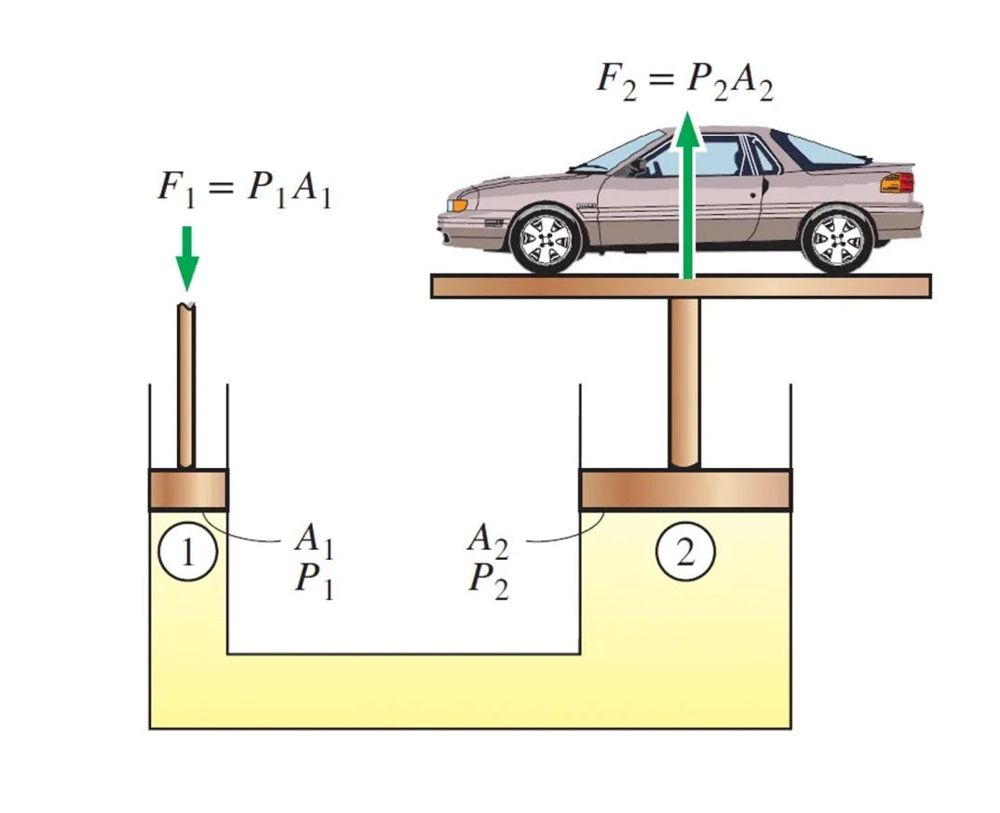 F₂ = P₂A₂
F₁ = P₁A₁
A₁
P₁
A₂
P₂
1
2